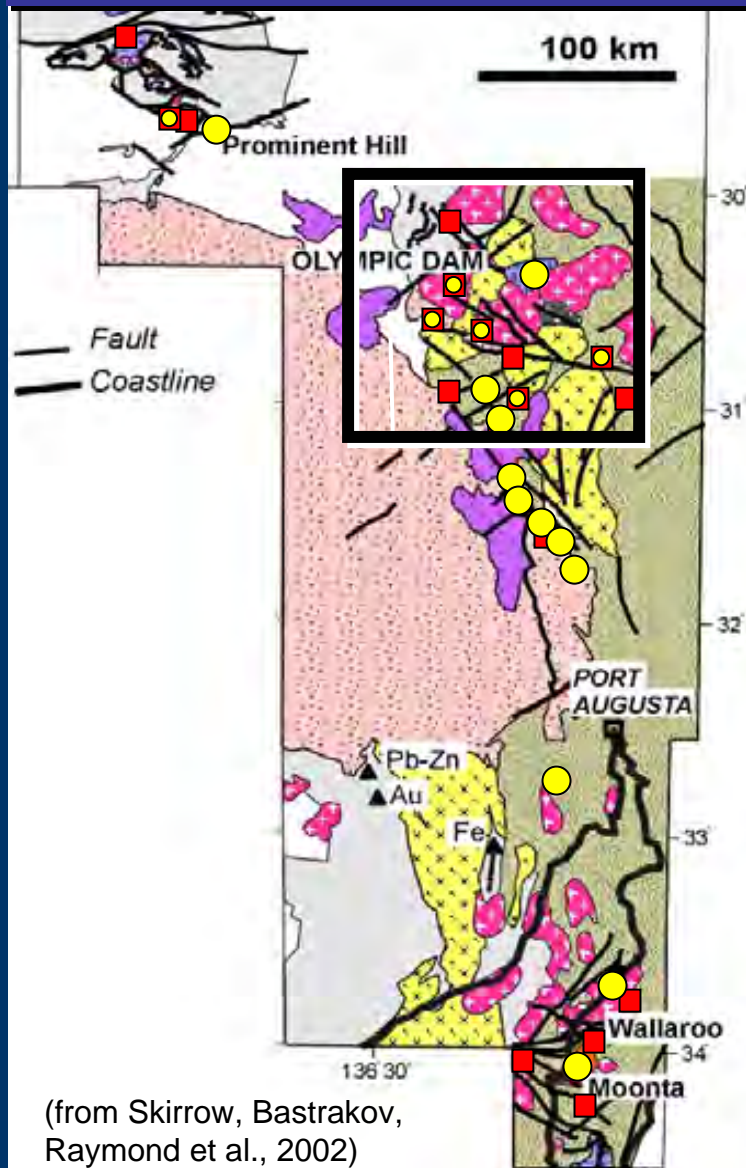 100 km
Prominent Hill
30°
OLYMPIC DAM
Fault
Coastline
31°
32°
PORT
AUGUSTA
Pb-Zn
Au
Fe
33°
Wallaroo
34°
136°30'
Moonta
(from Skirrow, Bastrakov,
Raymond et al., 2002)